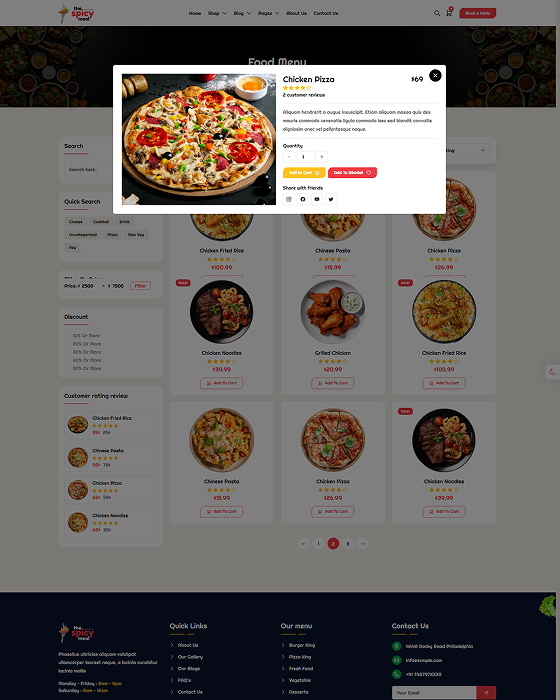 the
spicy
meal
Home Shop Blog Pages About Us Contact Us
Book a table
Food Menu
Chicken Pizza $69
2 customer reviews
Aliquam hendrerit a augue insuscipit. Etiam aliquam massa quis des
mauris commodo venenatis ligula commodo leez sed blandit convallis
dignissim onec vel pellentesque neque.
Quantity
- 1 +
Add to Cart Add To Wishlist
Share with friends
Search
Search here..
Quick Search
Cheese Cocktail Drink
Uncategorized Pizza Non Veg
Veg
Price: $ 2500 - $ 7500 Filter
Discount
10% Or More
20% Or More
30% Or More
40% Or More
50% Or More
Customer rating review
Chicken Fried Rice
Chinese Pasta
Chicken Pizza
Chicken Noodles
Chicken Fried Rice
$100.99
Chinese Pasta
$15.99
Chicken Pizza
$26.99
SALE!
Chicken Noodles
$39.99
Add To Cart
Grilled Chicken
$20.99
Add To Cart
SALE!
Chicken Fried Rice
$100.99
Add To Cart
Chinese Pasta
$15.99
Add To Cart
Chicken Pizza
$26.99
Add To Cart
SALE!
Chicken Noodles
$39.99
Add To Cart
1 2 3
the
spicy
meal
Phasellus ultricies aliquam volutpat
ullamcorper laoreet neque, a lacinia curabitur
lacinia mollis
Monday - Friday : 8am - 4pm
Saturday : 8am - 12am
Quick Links
About Us
Our Gallery
Our Blogs
FAQ's
Contact Us
Our menu
Burger King
Pizza king
Fresh Food
Vegetable
Desserts
Contact Us
4648 Rocky Road Philadelphia
info@example.com
+91 748797XXXX
Your Email